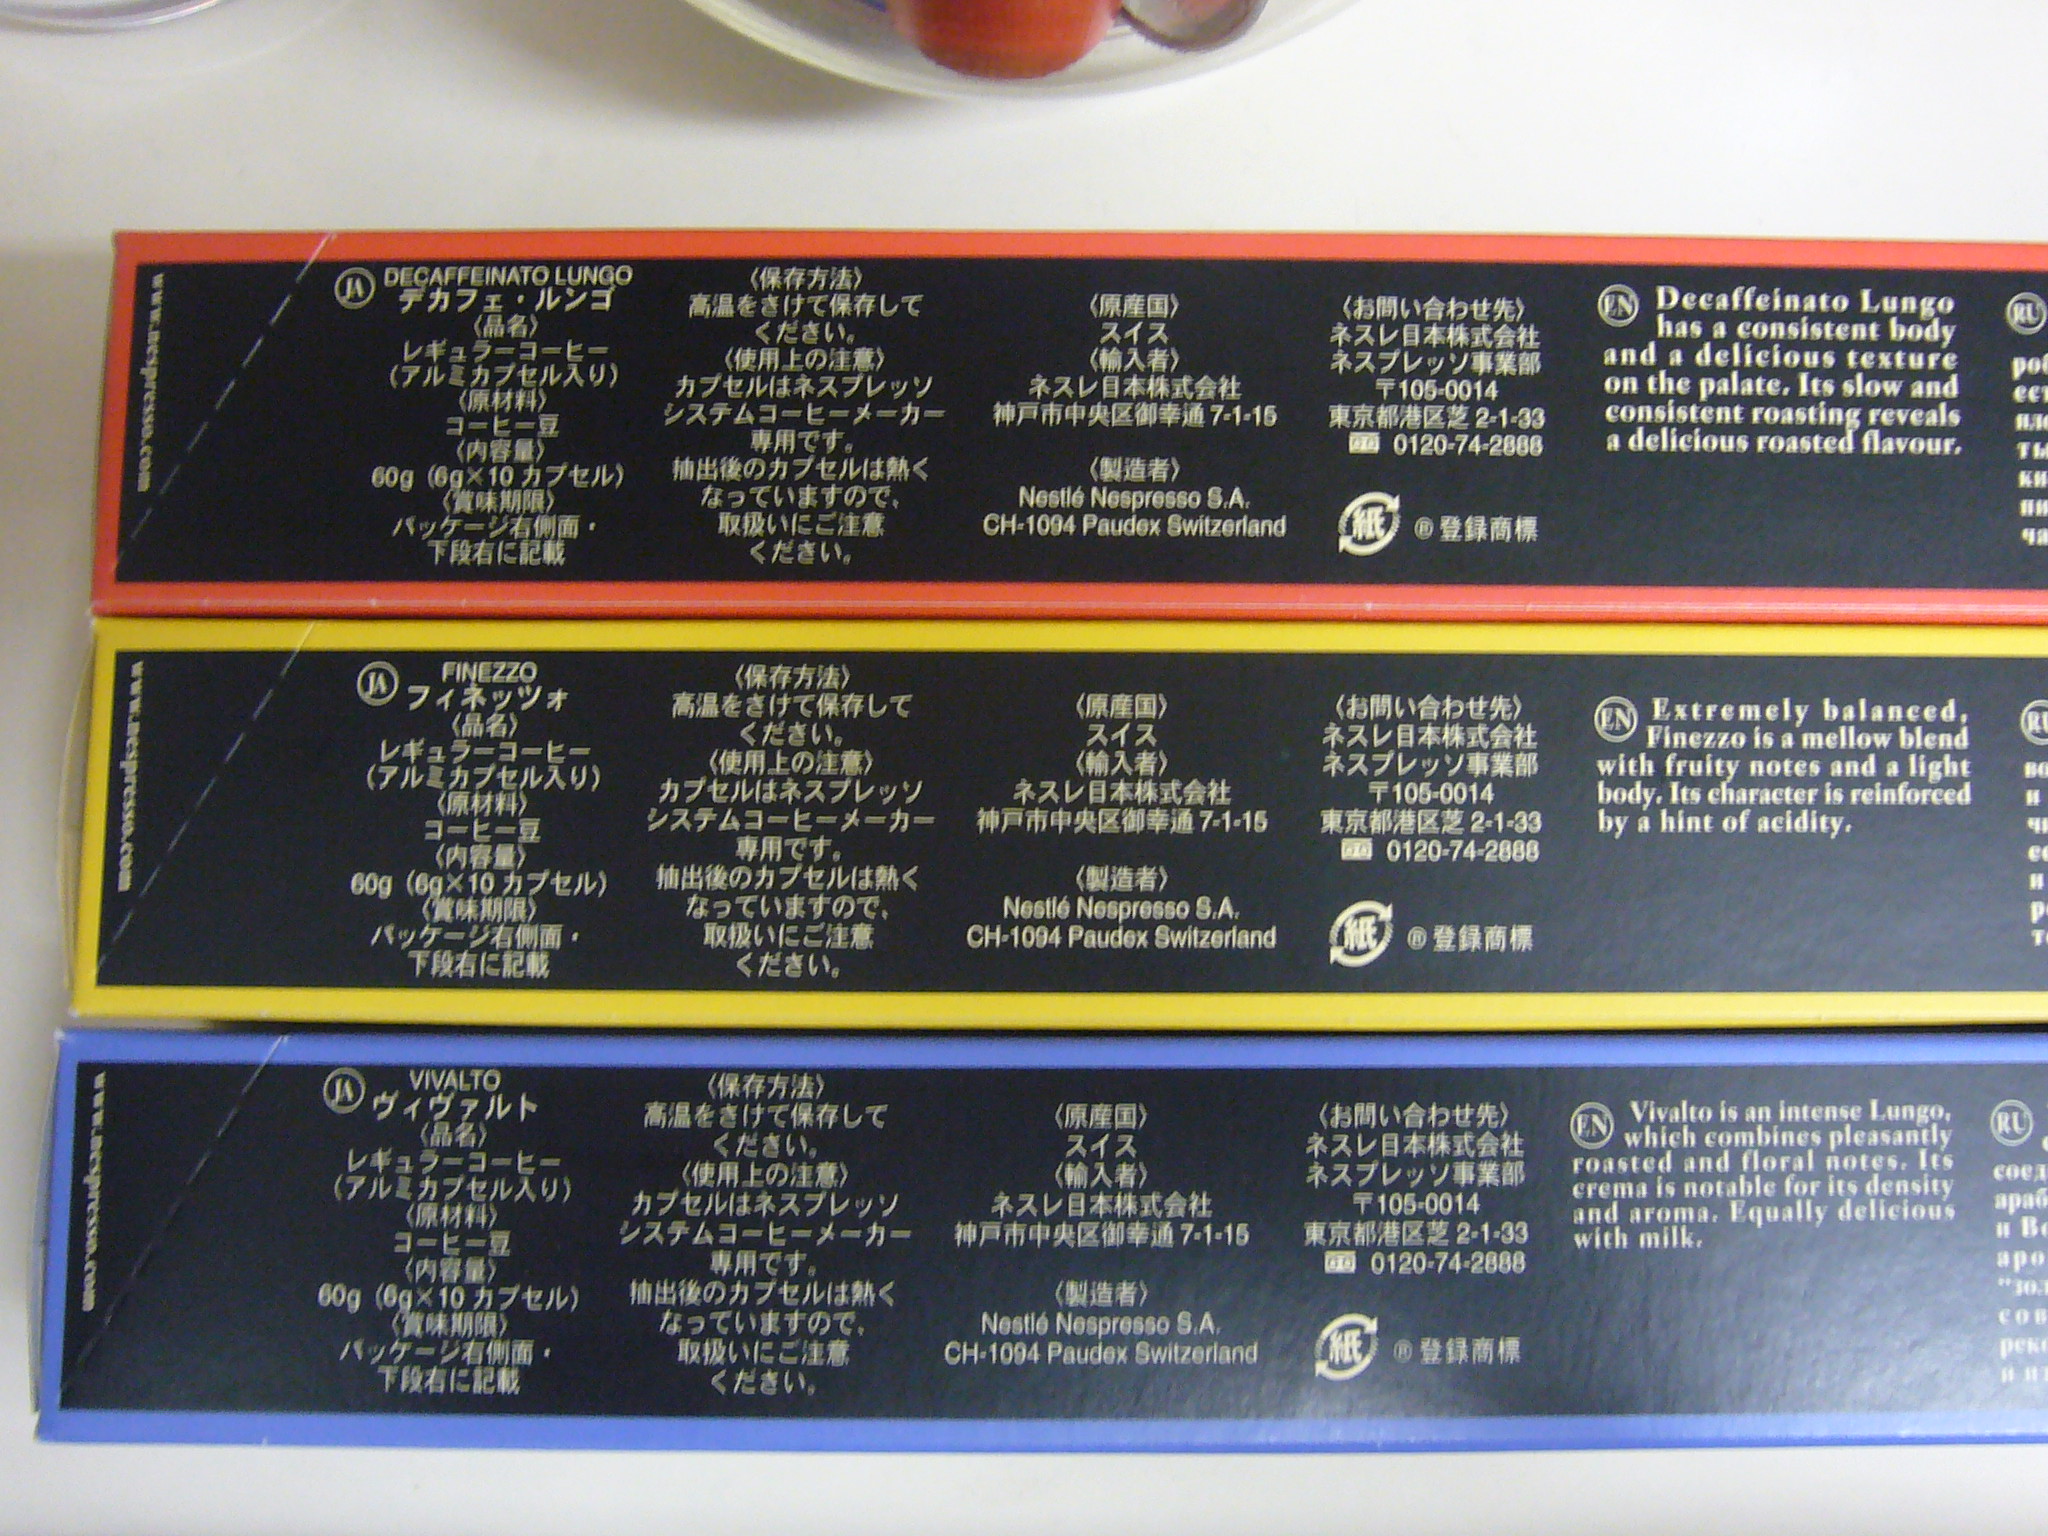 www.nespresso.com
JA DECAFFEINATO LUNGO
デカフェ・ルンゴ
〈品名〉
レギュラーコーヒー
(アルミカプセル入り)
〈原材料〉
コーヒー豆
〈内容量〉
60g (6g×10 カプセル)
〈賞味期限〉
パッケージ右側面・
下段右に記載
〈保存方法〉
高温をさけて保存して
ください。
〈使用上の注意〉
カプセルはネスプレッソ
システムコーヒーメーカー
専用です。
抽出後のカプセルは熱く
なっていますので、
取扱いにご注意
ください。
〈原産国〉
スイス
〈輸入者〉
ネスレ日本株式会社
神戸市中央区御幸通 7-1-15
〈製造者〉
Nestlé Nespresso S.A.
CH-1094 Paudex Switzerland
〈お問い合わせ先〉
ネスレ日本株式会社
ネスプレッソ事業部
〒105-0014
東京都港区芝 2-1-33
0120-74-2888
紙 ®登録商標
EN Decaffeinato Lungo
has a consistent body
and a delicious texture
on the palate. Its slow and
consistent roasting reveals
a delicious roasted flavour.
RU
www.nespresso.com
JA FINEZZO
フィネッツォ
〈品名〉
レギュラーコーヒー
(アルミカプセル入り)
〈原材料〉
コーヒー豆
〈内容量〉
60g (6g×10 カプセル)
〈賞味期限〉
パッケージ右側面・
下段右に記載
〈保存方法〉
高温をさけて保存して
ください。
〈使用上の注意〉
カプセルはネスプレッソ
システムコーヒーメーカー
専用です。
抽出後のカプセルは熱く
なっていますので、
取扱いにご注意
ください。
〈原産国〉
スイス
〈輸入者〉
ネスレ日本株式会社
神戸市中央区御幸通 7-1-15
〈製造者〉
Nestlé Nespresso S.A.
CH-1094 Paudex Switzerland
〈お問い合わせ先〉
ネスレ日本株式会社
ネスプレッソ事業部
〒105-0014
東京都港区芝 2-1-33
0120-74-2888
紙 ®登録商標
EN Extremely balanced,
Finezzo is a mellow blend
with fruity notes and a light
body. Its character is reinforced
by a hint of acidity.
www.nespresso.com
JA VIVALTO
ヴィヴァルト
〈品名〉
レギュラーコーヒー
(アルミカプセル入り)
〈原材料〉
コーヒー豆
〈内容量〉
60g (6g×10 カプセル)
〈賞味期限〉
パッケージ右側面・
下段右に記載
〈保存方法〉
高温をさけて保存して
ください。
〈使用上の注意〉
カプセルはネスプレッソ
システムコーヒーメーカー
専用です。
抽出後のカプセルは熱く
なっていますので、
取扱いにご注意
ください。
〈原産国〉
スイス
〈輸入者〉
ネスレ日本株式会社
神戸市中央区御幸通 7-1-15
〈製造者〉
Nestlé Nespresso S.A.
CH-1094 Paudex Switzerland
〈お問い合わせ先〉
ネスレ日本株式会社
ネスプレッソ事業部
〒105-0014
東京都港区芝 2-1-33
0120-74-2888
紙 ®登録商標
EN Vivalto is an intense Lungo,
which combines pleasantly
roasted and floral notes. Its
crema is notable for its density
and aroma. Equally delicious
with milk.
RU